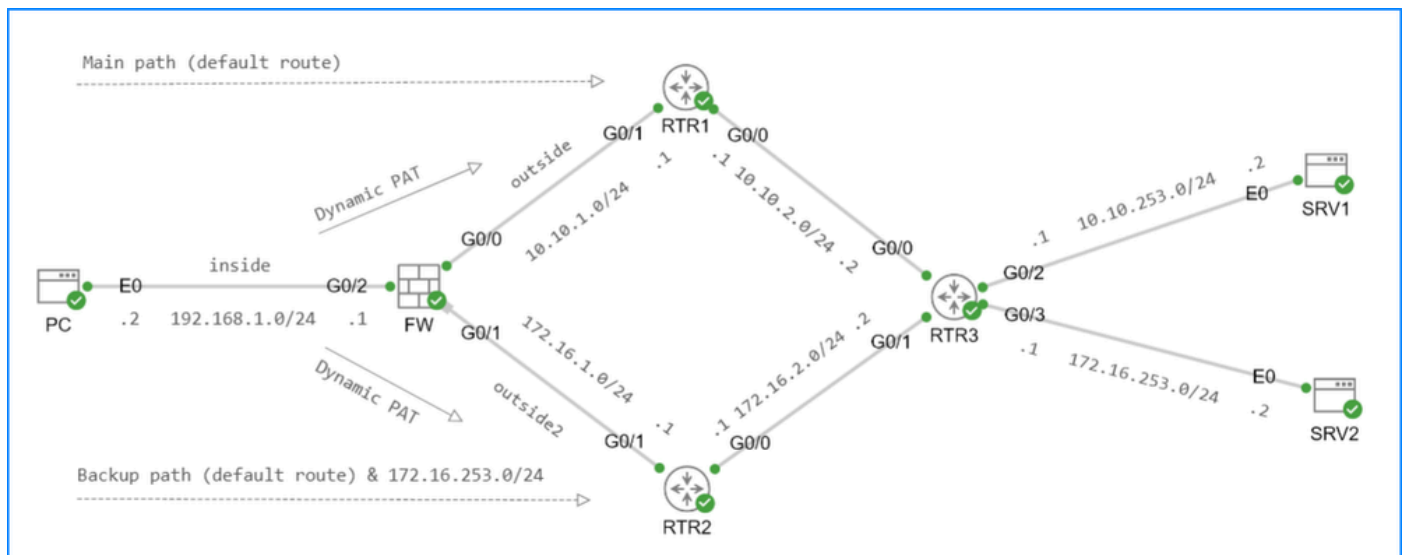 Main path (default route)
RTR1
G0/1
G0/0
outside
.1
.1
10.10.2.0/24
.2
Dynamic PAT
10.10.1.0/24
G0/0
G0/0
.2
10.10.253.0/24
E0
SRV1
.1
G0/2
inside
E0
G0/2
PC
.2
192.168.1.0/24
.1
FW
G0/1
172.16.1.0/24
.1
outside2
G0/1
Dynamic PAT
.1
172.16.2.0/24
.2
G0/1
G0/0
RTR3
G0/3
.1
172.16.253.0/24
E0
.2
SRV2
Backup path (default route) & 172.16.253.0/24
RTR2